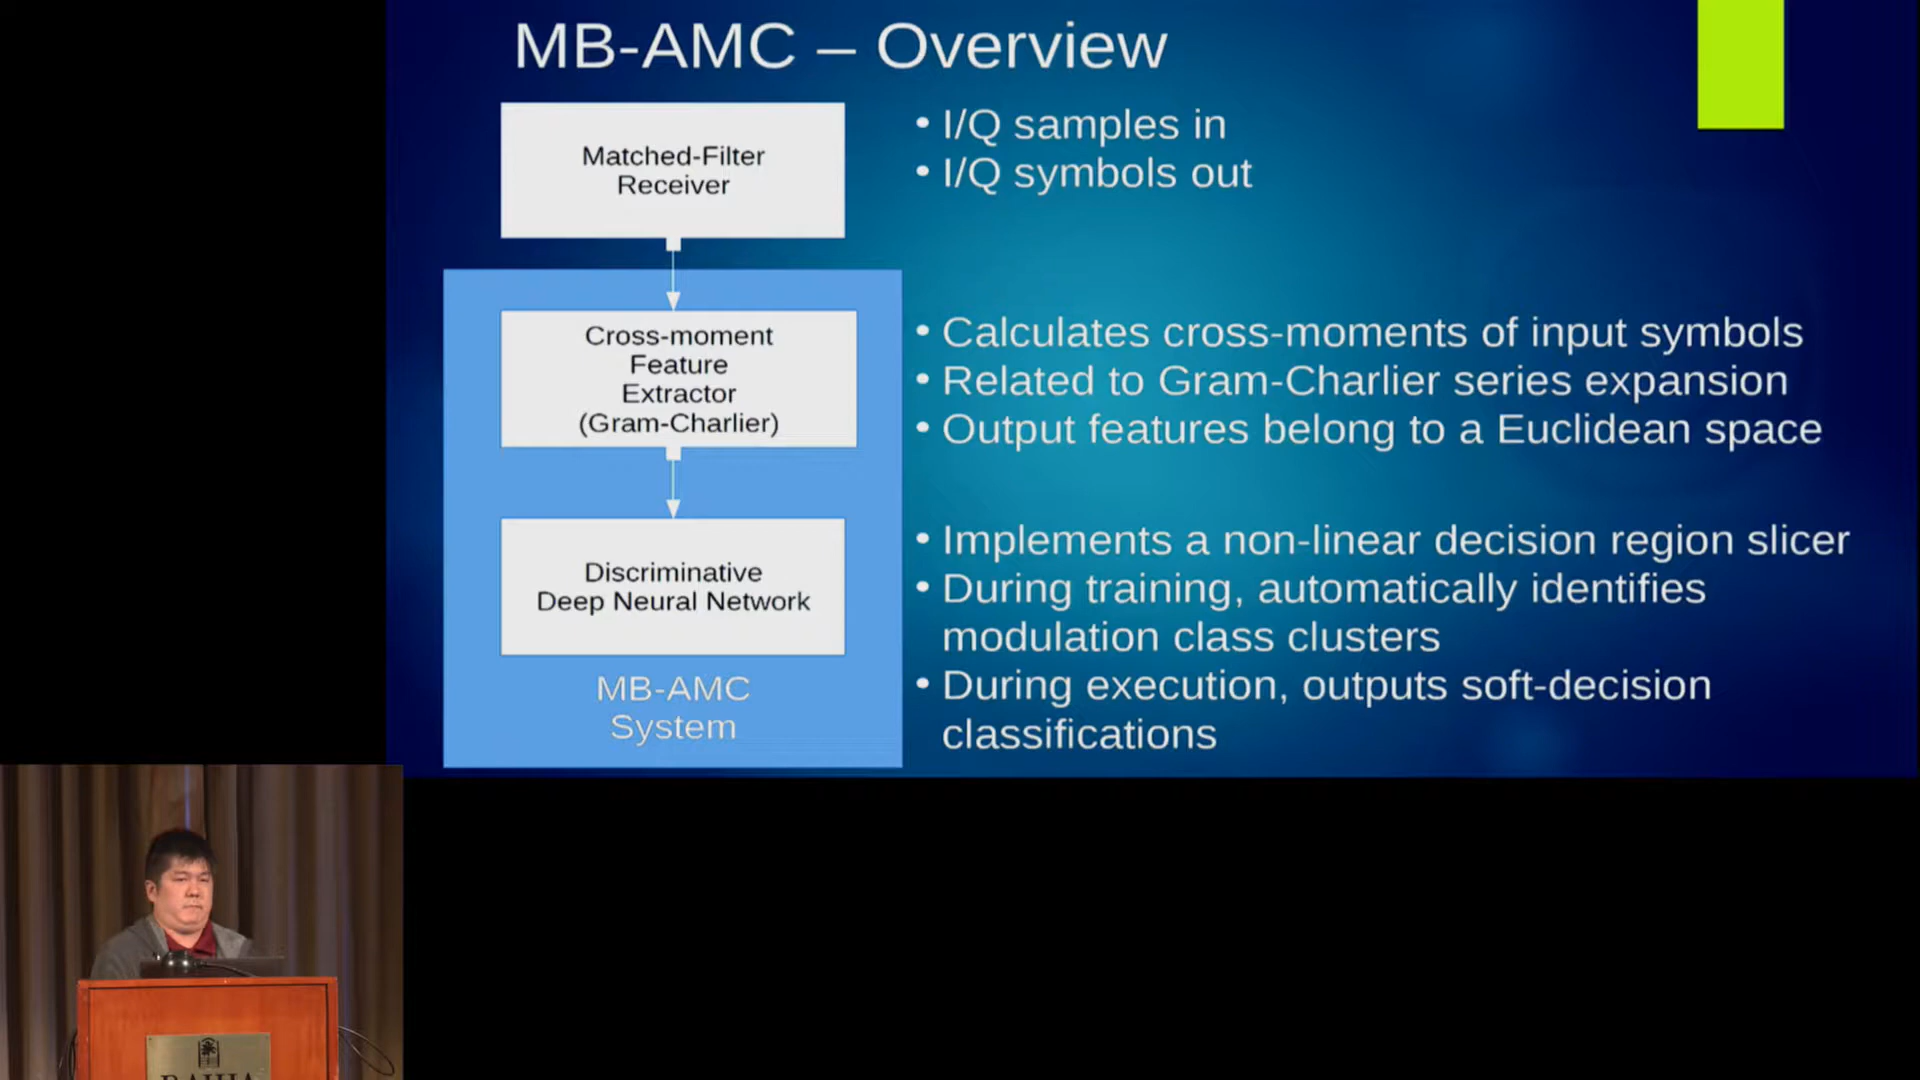 MB-AMC – Overview
Matched-Filter
Receiver
• I/Q samples in
• I/Q symbols out
Cross-moment
Feature
Extractor
(Gram-Charlier)
• Calculates cross-moments of input symbols
• Related to Gram-Charlier series expansion
• Output features belong to a Euclidean space
Discriminative
Deep Neural Network
• Implements a non-linear decision region slicer
• During training, automatically identifies
modulation class clusters
• During execution, outputs soft-decision
classifications
MB-AMC
System